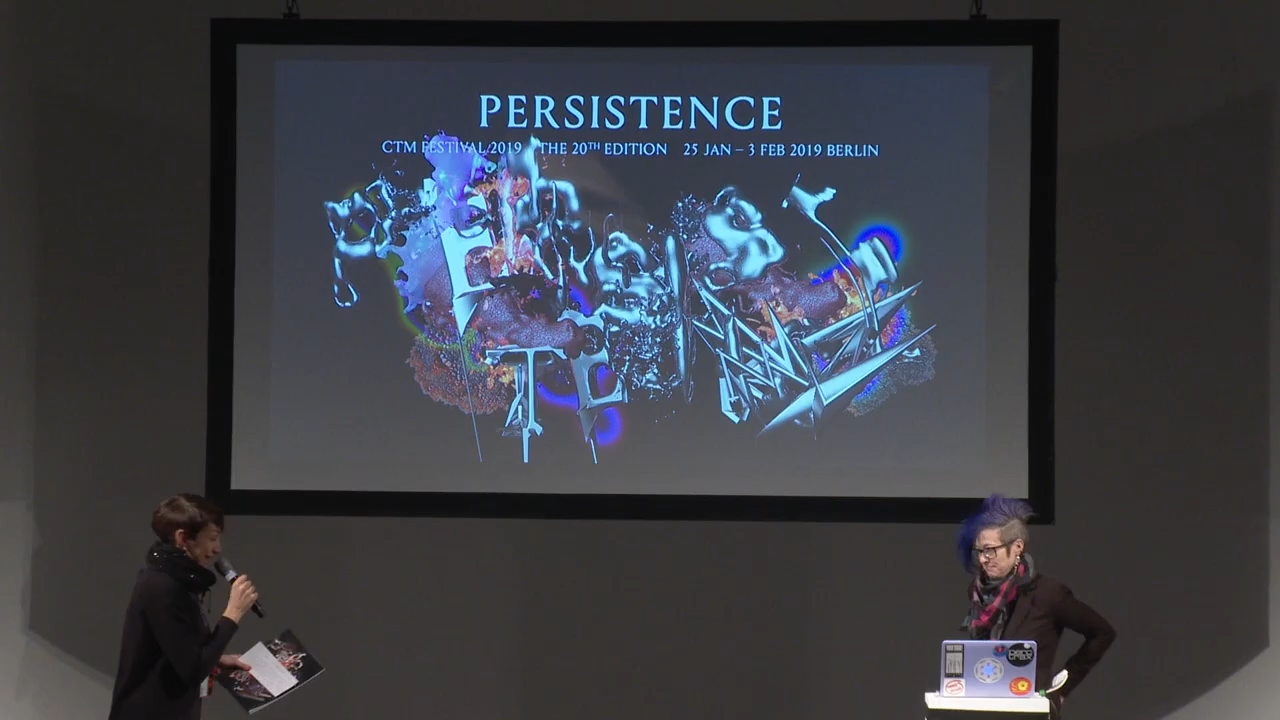 PERSISTENCE
CTM FESTIVAL 2019 THE 20TH EDITION 25 JAN – 3 FEB 2019 BERLIN